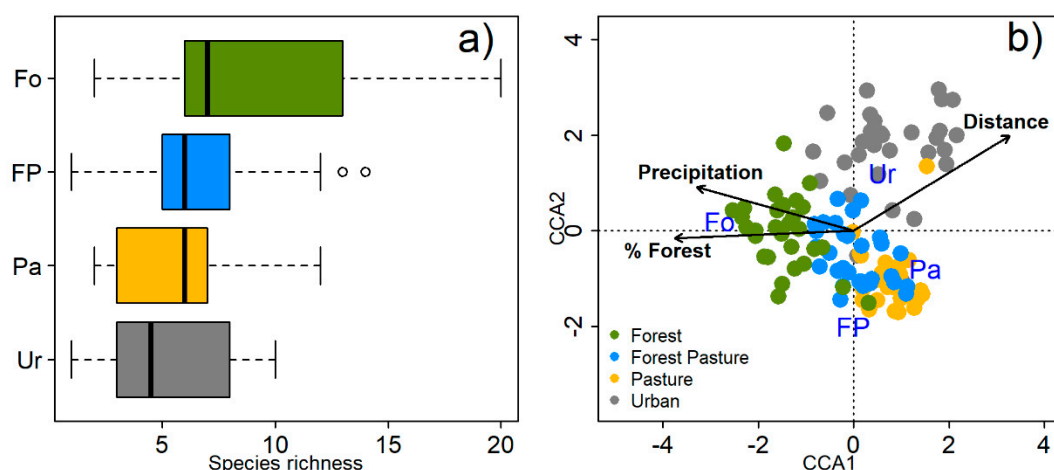 a)
Fo
FP
Pa
Ur
5 10 15 20
Species richness
b)
4
2
0
-2
CCA2
Distance
Precipitation
Ur
Fo
% Forest
Pa
FP
Forest
Forest Pasture
Pasture
Urban
-4 -2 0 2 4
CCA1